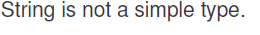 String is not a simple type.